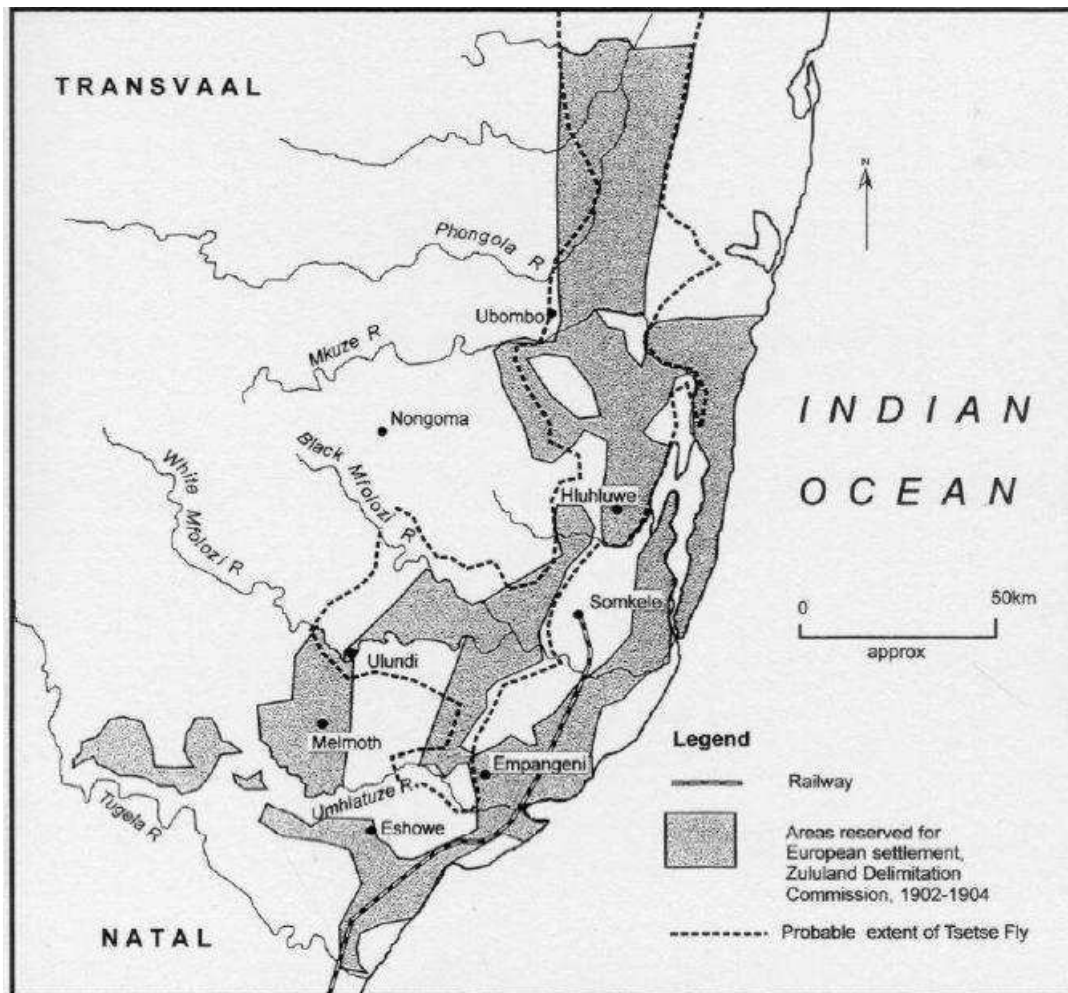 TRANSVAAL
N
Phongola R
Ubombo
Mkuze R
Nongoma
INDIAN
OCEAN
Black Mfolozi R
White Mfolozi R
Hluhluwe
Somkele
0 50km
approx
Ulundi
Melmoth
Legend
Empangeni
Railway
Umhlatuze R
Tugela R
Eshowe
Areas reserved for
European settlement,
Zululand Delimitation
Commission, 1902-1904
NATAL
Probable extent of Tsetse Fly